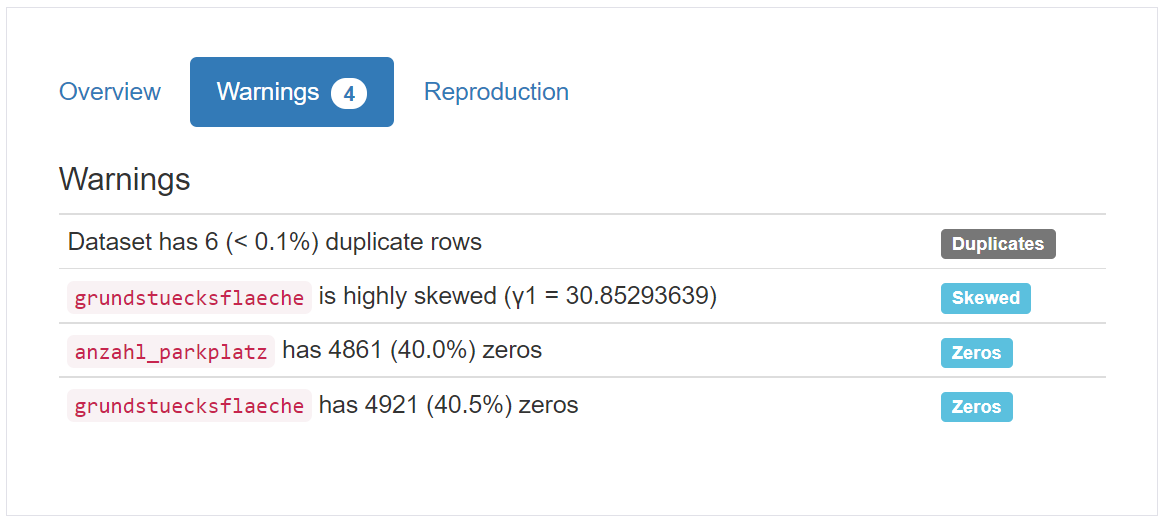 Overview Warnings 4 Reproduction
Warnings
Dataset has 6 (< 0.1%) duplicate rows Duplicates
grundstuecksflaeche is highly skewed (γ1 = 30.85293639) Skewed
anzahl_parkplatz has 4861 (40.0%) zeros Zeros
grundstuecksflaeche has 4921 (40.5%) zeros Zeros